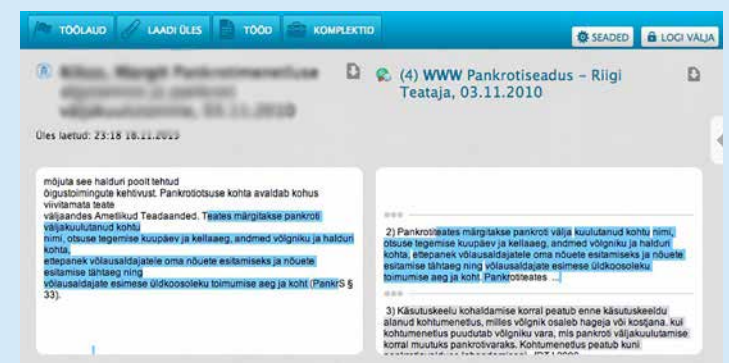 TÖÖLAUD
LAADI ÜLES
TÖÖD
KOMPLEKTID
SEADED
LOGI VÄLJA
Üles laetud: 23:18
mõjuta see halduri poolt tehtud
õigustoimingute kehtivust. Pankrotiotsuse kohta avaldab kohus
viivitamata teate
väljaandes Ametlikud Teadaanded. Teates märgitakse pankroti
väljakuulutanud kohtu
nimi, otsuse tegemise kuupäev ja kellaaeg, andmed võlgniku ja halduri
kohta,
ettepanek võlausaldajatele oma nõuete esitamiseks ja nõuete
esitamise tähtaeg ning
võlausaldajate esimese üldkoosoleku toimumise aeg ja koht (PankrS §
33).
(4) WWW Pankrotiseadus – Riigi
Teataja, 03.11.2010
2) Pankrotiteates märgitakse pankroti välja kuulutanud kohtu nimi,
otsuse tegemise kuupäev ja kellaaeg, andmed võlgniku ja halduri
kohta, ettepanek võlausaldajatele oma nõuete esitamiseks ja nõuete
esitamise tähtaeg ning võlausaldajate esimese üldkoosoleku
toimumise aeg ja koht. Pankrotiteates ...
3) Käsutuskeelu kohaldamise korral peatub enne käsutuskeeldu
alanud kohtumenetlus, milles võlgnik osaleb hageja või kostjana, kui
kohtumenetlus puudutab võlgniku vara, mis pankroti väljakuulutamise
korral muutuks pankrotivaraks. Kohtumenetlus peatub kuni